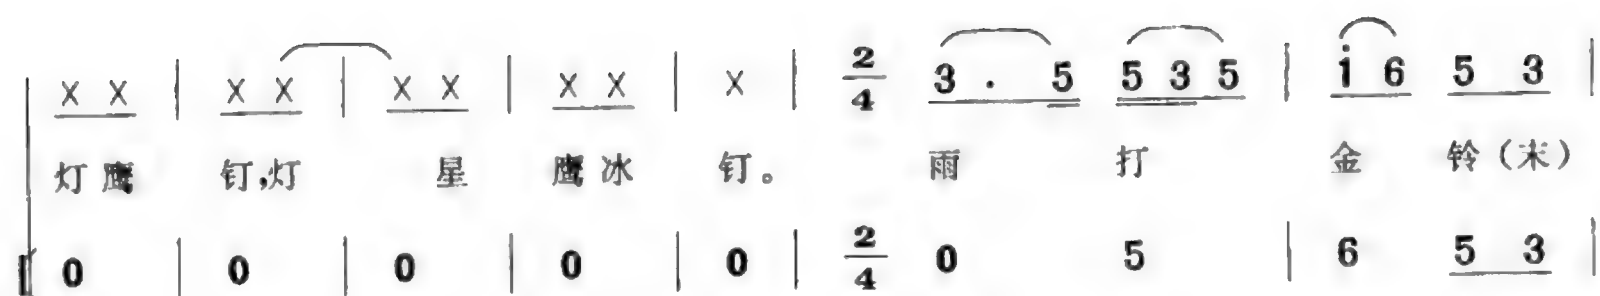 X X | X X | X X | X X | X | 2/4 3 . 5 5 3 5 | i 6 5 3 |
灯 鹰 钉,灯 星 鹰 冰 钉。 雨 打 金 铃(末)
0 | 0 | 0 | 0 | 0 | 2/4 0 5 | 6 5 3 |